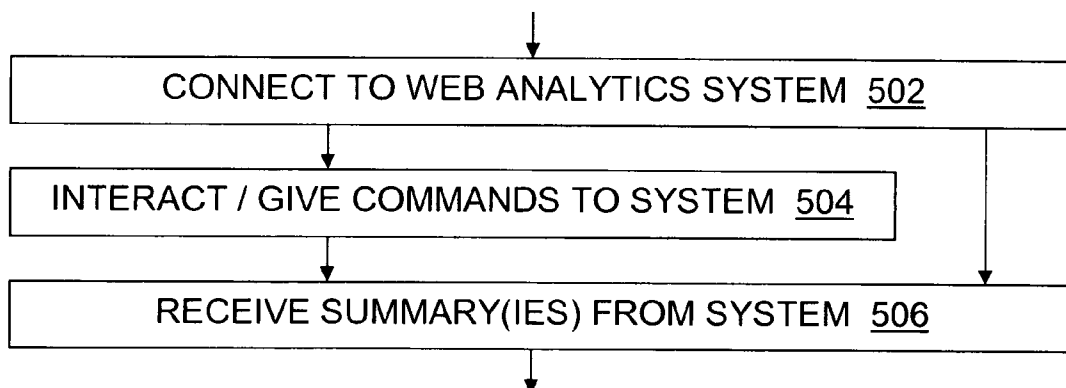 CONNECT TO WEB ANALYTICS SYSTEM 502
INTERACT / GIVE COMMANDS TO SYSTEM 504
RECEIVE SUMMARY(IES) FROM SYSTEM 506